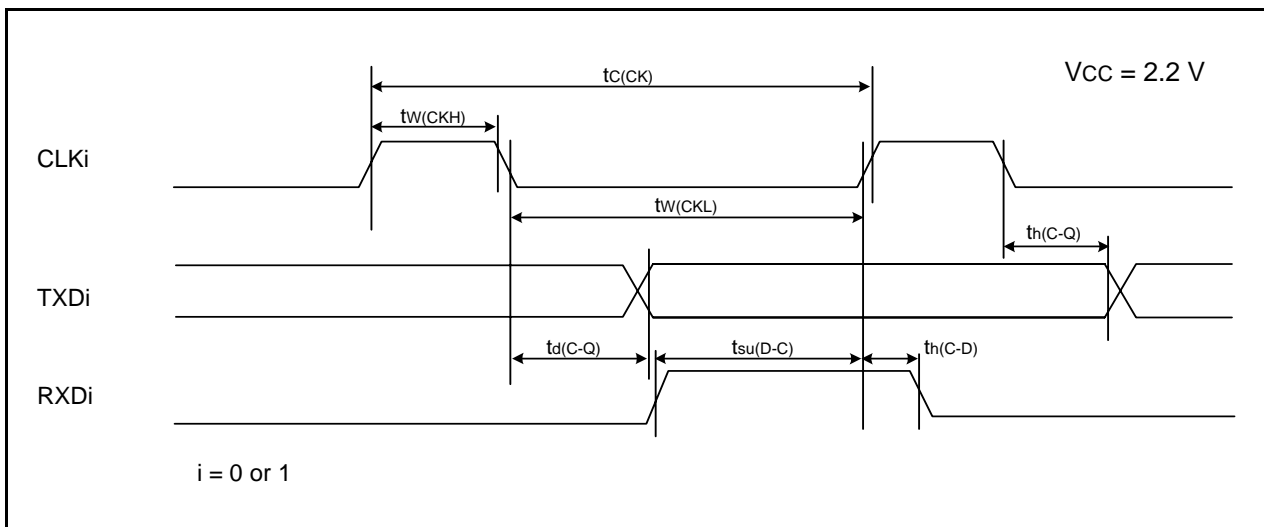 tC(CK)
VCC = 2.2 V
tW(CKH)
CLKi
tW(CKL)
th(C-Q)
TXDi
td(C-Q)
tsu(D-C)
th(C-D)
RXDi
i = 0 or 1